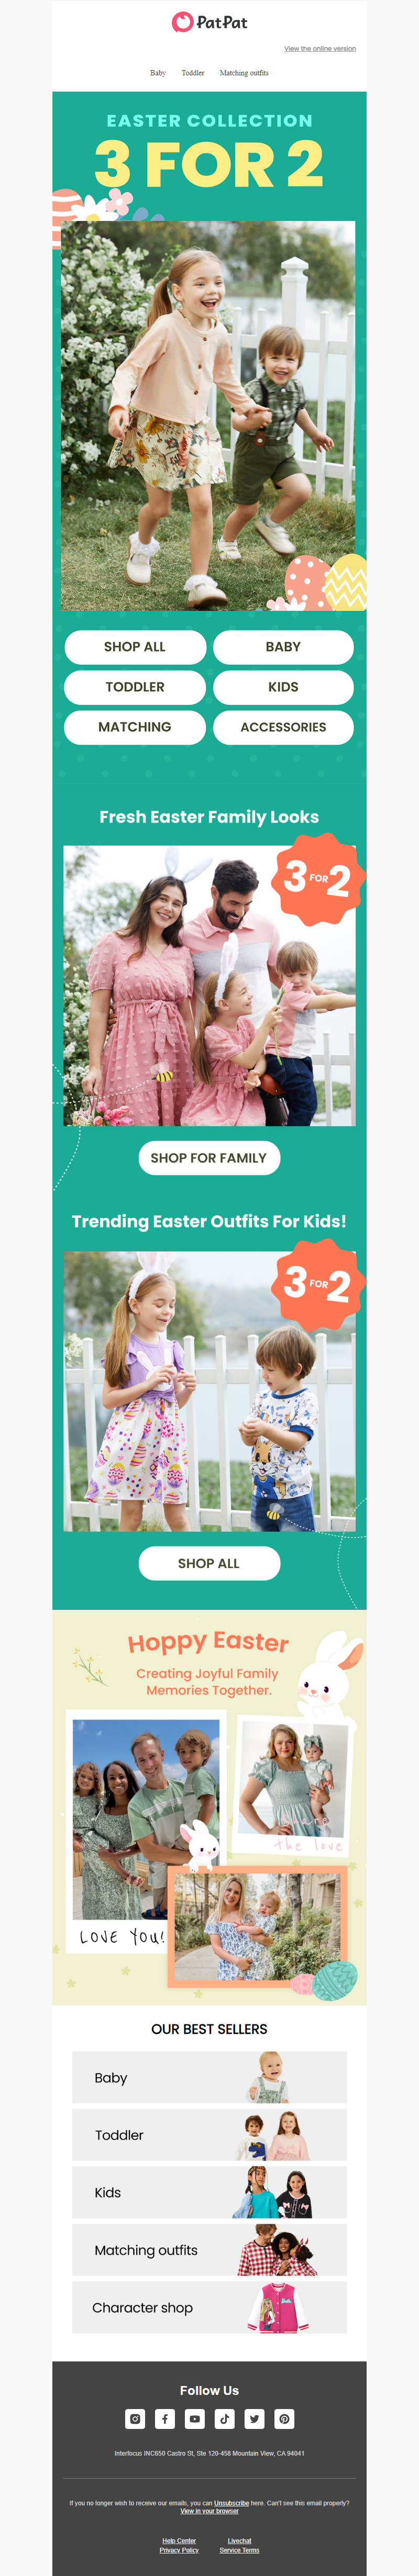 PatPat
View the online version
Baby Toddler Matching outfits
EASTER COLLECTION
3 FOR 2
SHOP ALL BABY
TODDLER KIDS
MATCHING ACCESSORIES
Fresh Easter Family Looks
3 FOR 2
SHOP FOR FAMILY
Trending Easter Outfits For Kids!
3 FOR 2
SHOP ALL
Hoppy Easter
Creating Joyful Family
Memories Together.
the love
LOVE YOU!
OUR BEST SELLERS
Baby
Toddler
Kids
Matching outfits
Character shop
Follow Us
Interfocus INC650 Castro St, Ste 120-458 Mountain View, CA 94041
If you no longer wish to receive our emails, you can Unsubscribe here. Can't see this email properly?
View in your browser
Help Center Livechat
Privacy Policy Service Terms